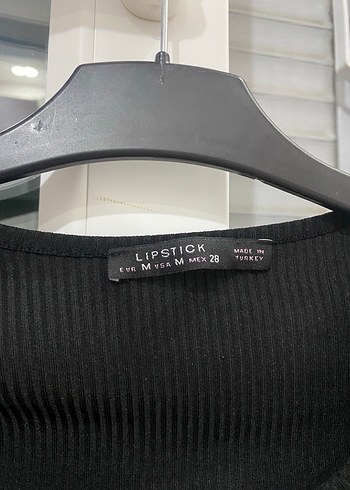 LIPSTICK
EUR M USA M MEX 28
MADE IN
TURKEY